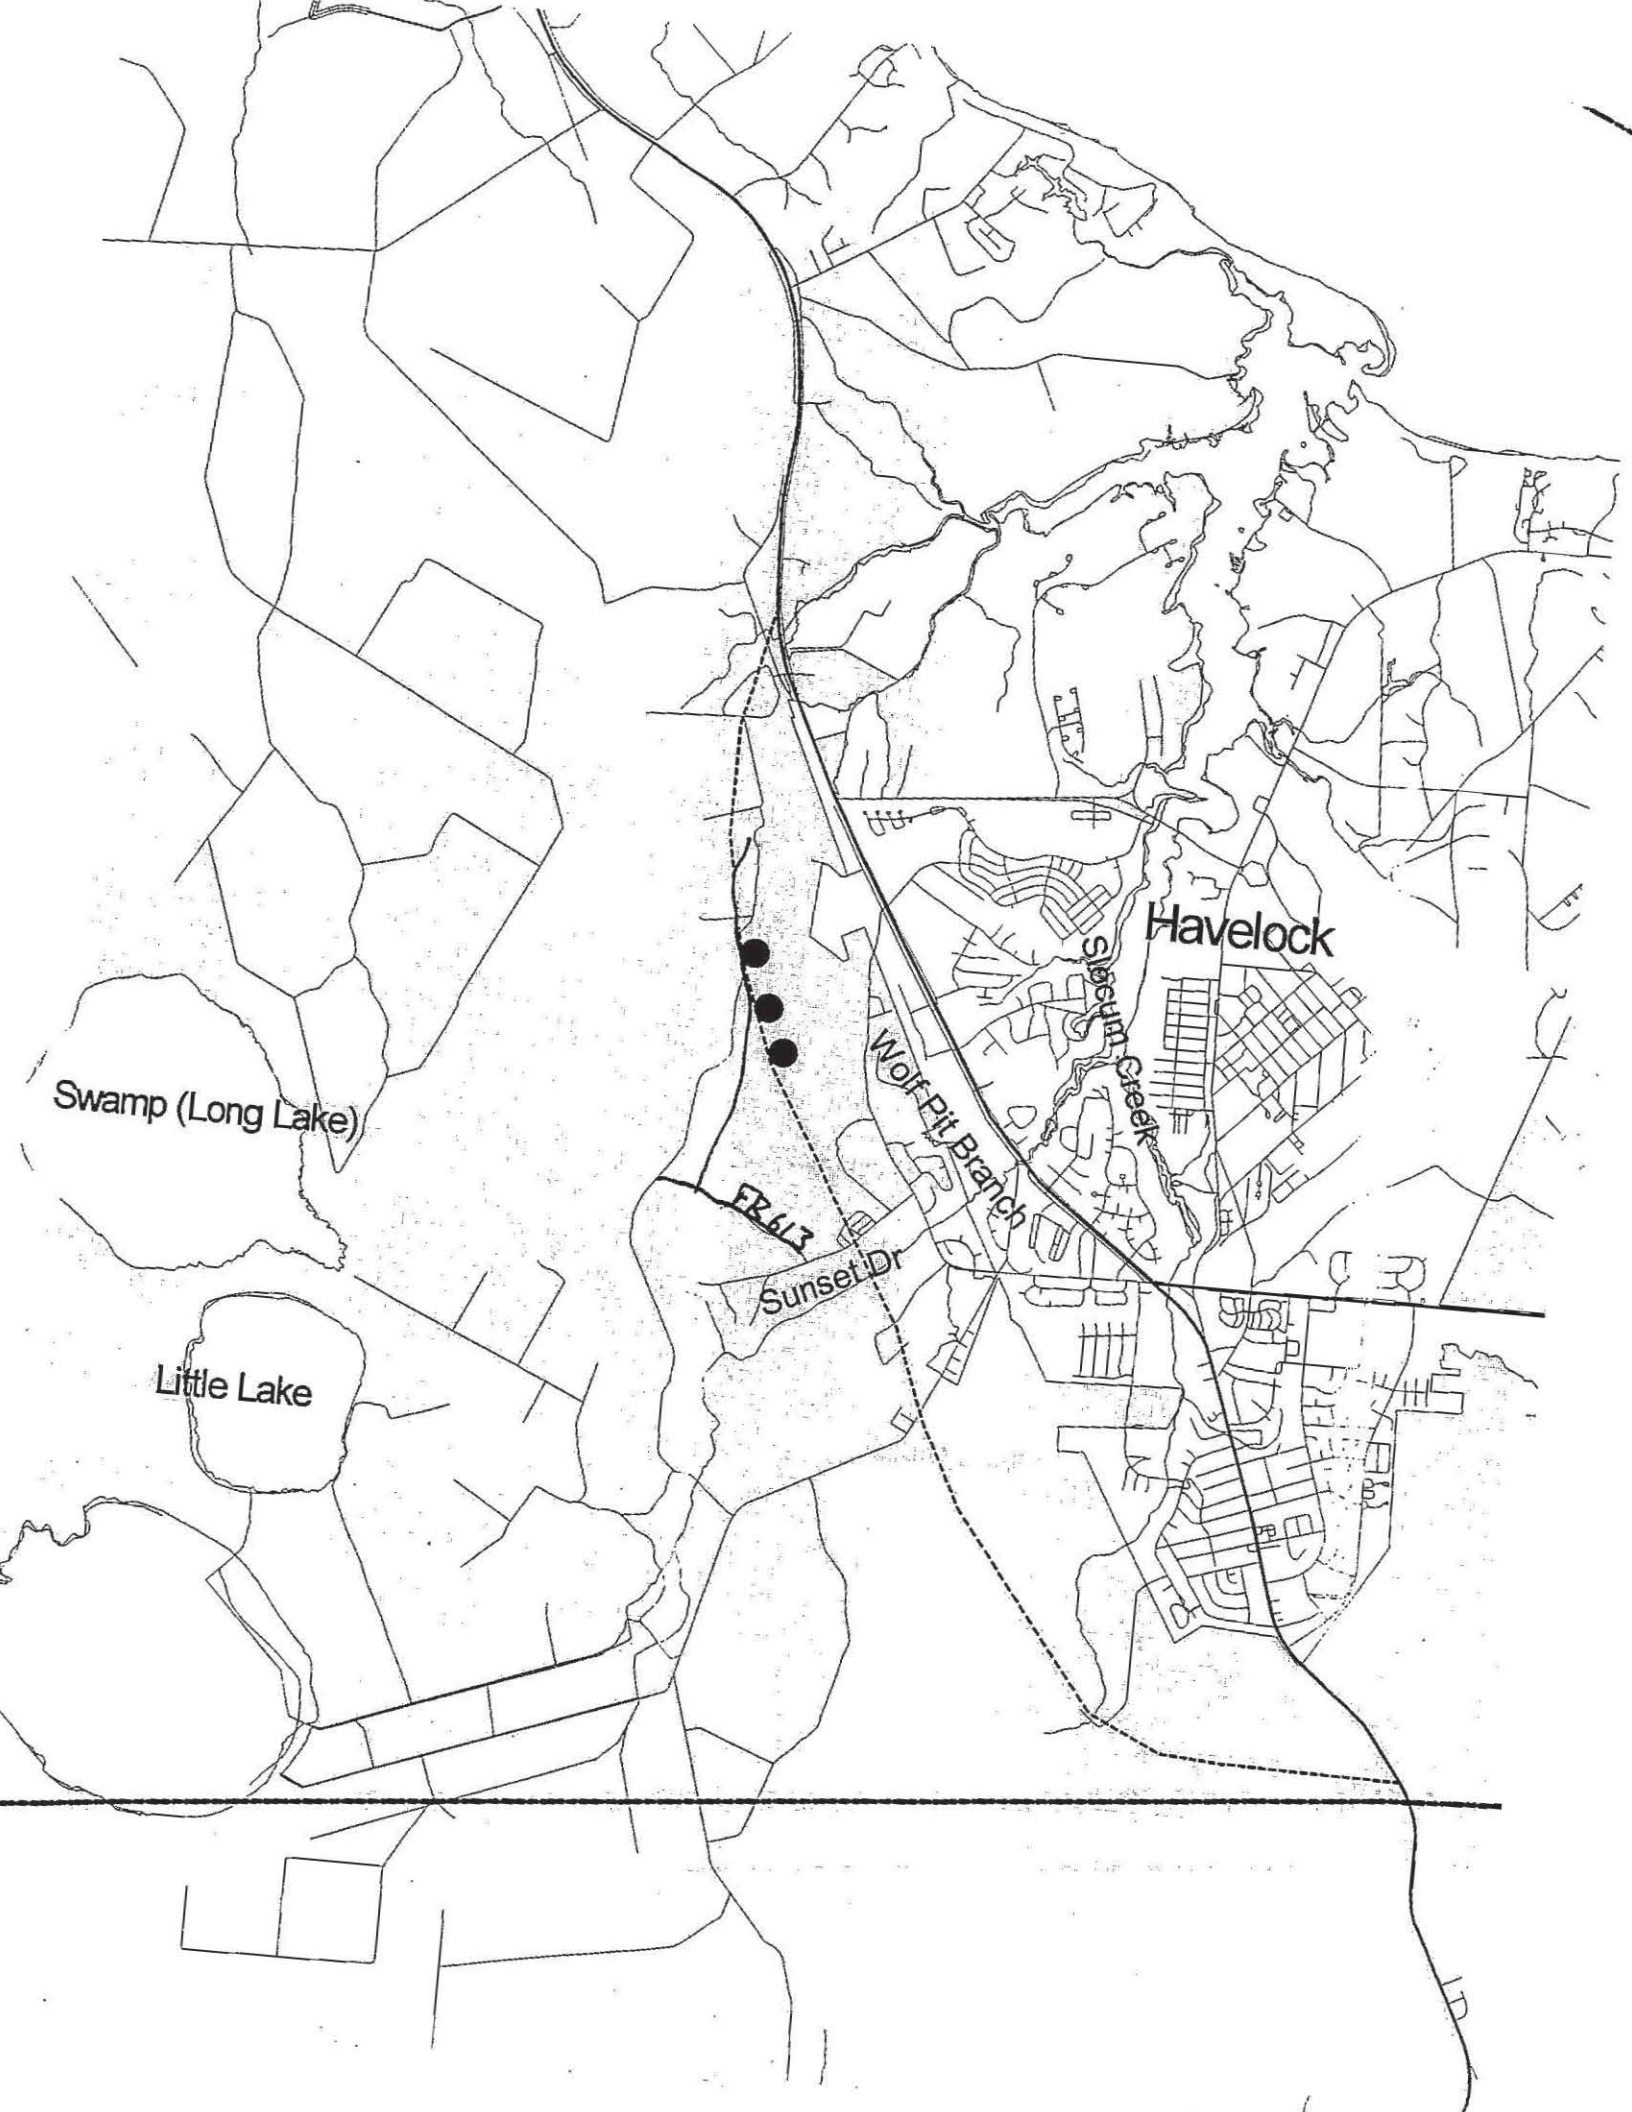 Havelock
Slocum Creek
Wolf Pit Branch
Swamp (Long Lake)
FR 613
Sunset Dr
Little Lake